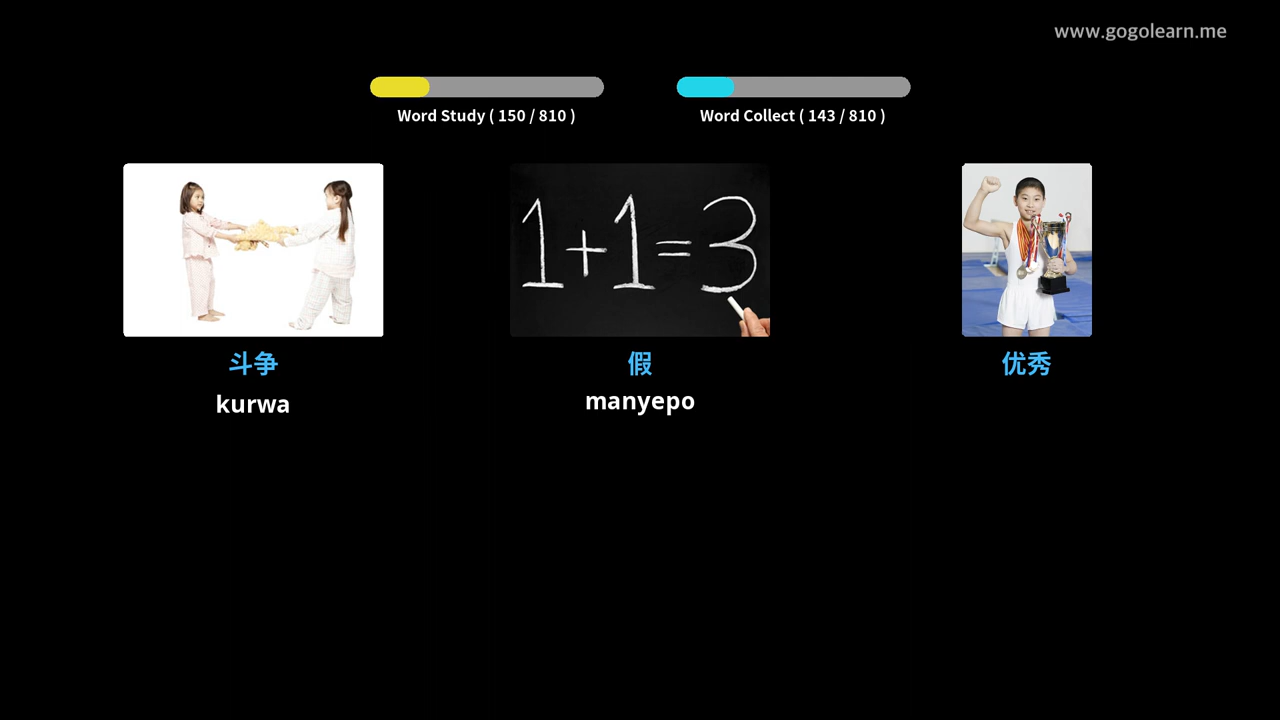 www.gogolearn.me
Word Study ( 150 / 810 )
Word Collect ( 143 / 810 )
1+1=3
斗争
假
优秀
kurwa
manyepo